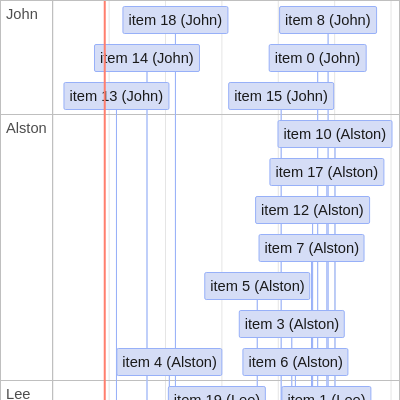 John
item 18 (John)
item 8 (John)
item 14 (John)
item 0 (John)
item 13 (John)
item 15 (John)
Alston
item 10 (Alston)
item 17 (Alston)
item 12 (Alston)
item 7 (Alston)
item 5 (Alston)
item 3 (Alston)
item 4 (Alston)
item 6 (Alston)
Lee
item 19 (Lee)
item 1 (Lee)